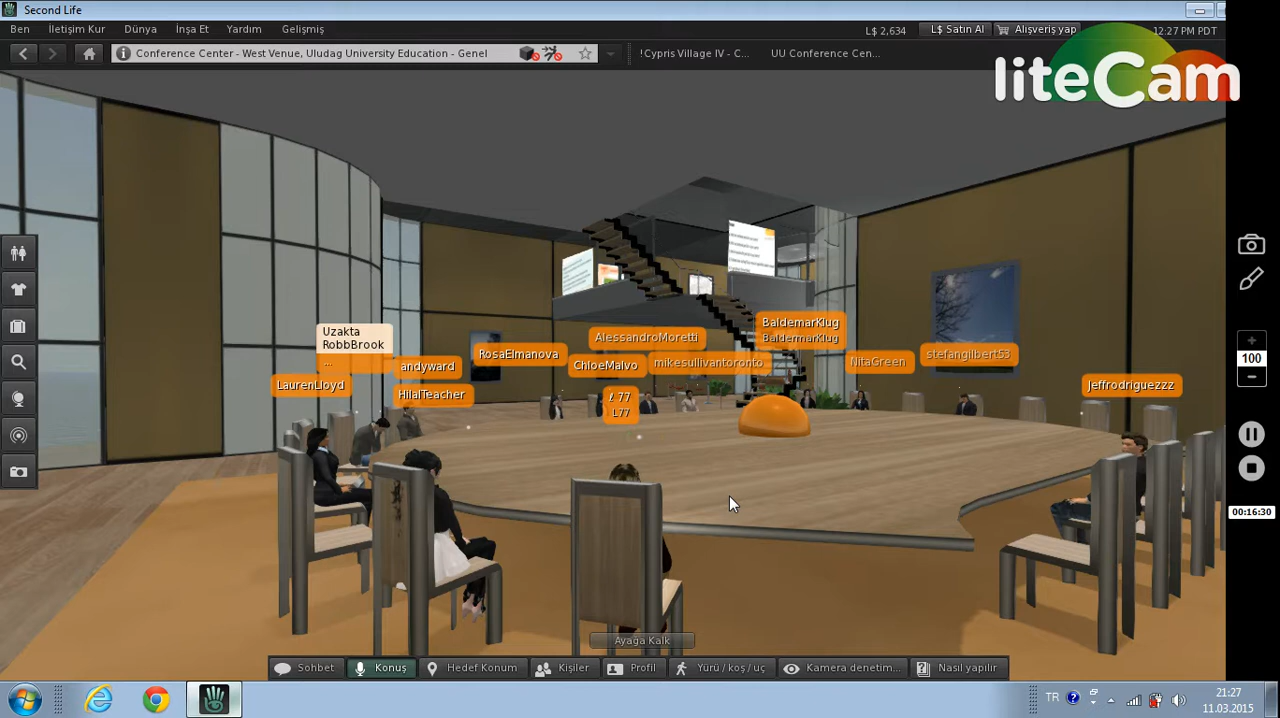 Second Life
Ben İletişim Kur Dünya İnşa Et Yardım Gelişmiş
L$ 2,634 L$ Satın Al Alışveriş yap 12:27 PM PDT
Conference Center - West Venue, Uludag University Education - Genel !Cypris Village IV - C... UU Conference Cen...
liteCam
BaldemarKlug
BaldermarKlug
Uzakta
RobbBrook
...
AlessandroMoretti
RosaElmanova
stefangilbert53
andyward
ChloeMalvo
mikesullivantoronto
NitaGreen
LaurenLloyd
HilalTeacher
Jeffrodriguezzz
ℓ 77
L77
100
00:16:30
Ayağa Kalk
Sohbet Konuş Hedef Konum Kişiler Profil Yürü / koş / uç Kamera denetim... Nasıl yapılır
TR
21:27
11.03.2015